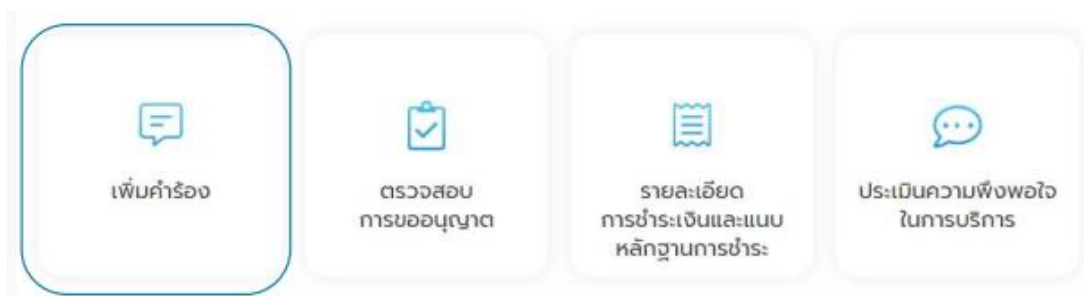 เพิ่มคำร้อง
ตรวจสอบ
การขออนุญาต
รายละเอียด
การชำระเงินและแนบ
หลักฐานการชำระ
ประเมินความพึงพอใจ
ในการบริการ